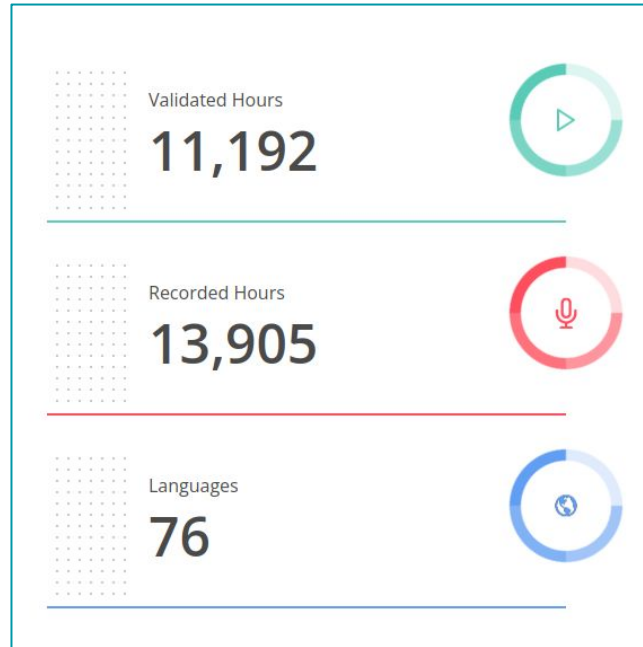 Validated Hours
11,192
Recorded Hours
13,905
Languages
76